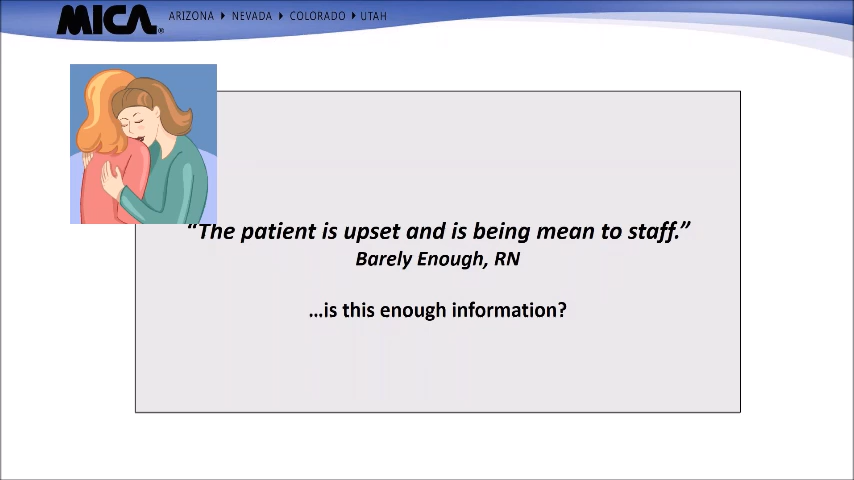 MICA® ARIZONA ▶ NEVADA ▶ COLORADO ▶ UTAH
“The patient is upset and is being mean to staff.”
Barely Enough, RN
…is this enough information?